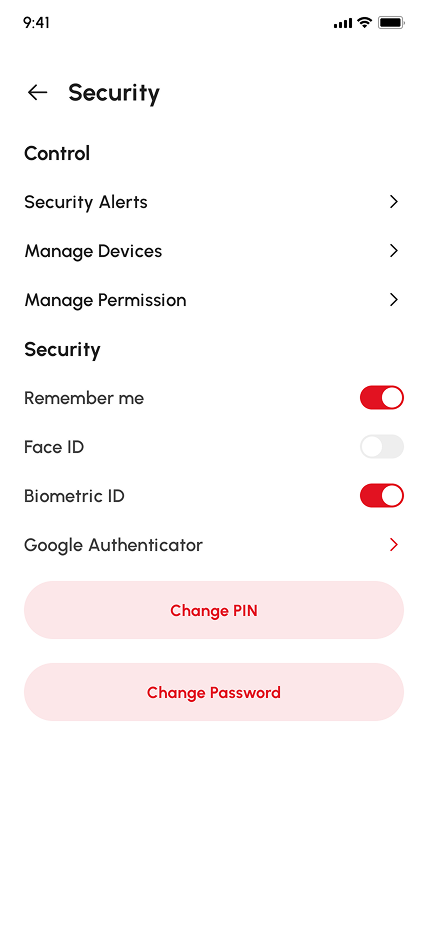 9:41
Security
Control
Security Alerts
Manage Devices
Manage Permission
Security
Remember me
Face ID
Biometric ID
Google Authenticator
Change PIN
Change Password